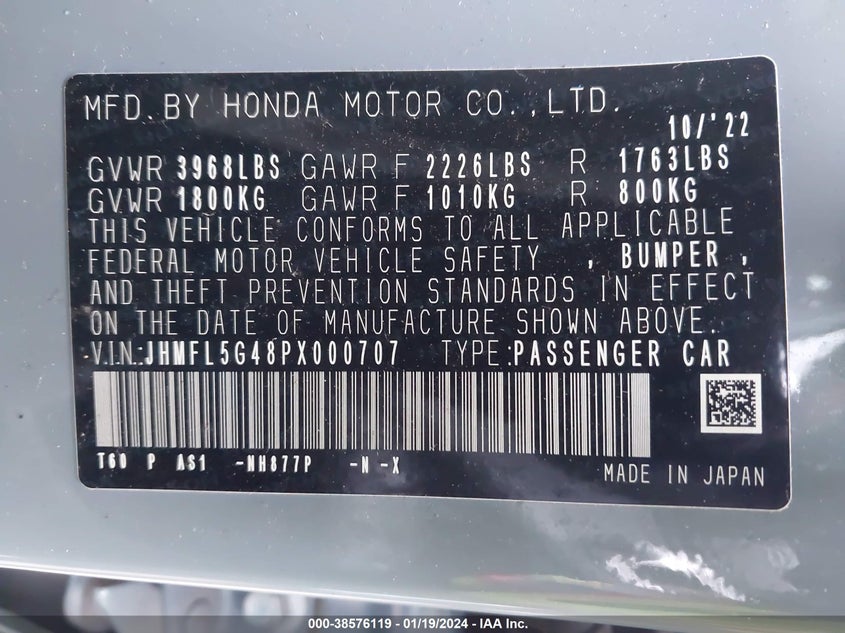 MFD. BY HONDA MOTOR CO., LTD.
10/'22
GVWR 3968LBS GAWR F 2226LBS R 1763LBS
GVWR 1800KG GAWR F 1010KG R 800KG
THIS VEHICLE CONFORMS TO ALL APPLICABLE
FEDERAL MOTOR VEHICLE SAFETY , BUMPER ,
AND THEFT PREVENTION STANDARDS IN EFFECT
ON THE DATE OF MANUFACTURE SHOWN ABOVE.
V.I.N.:JHMFL5G48PX000707 TYPE:PASSENGER CAR
T60 P AS1 -NH877P -N -X
MADE IN JAPAN
000-38576119 - 01/19/2024 - IAA Inc.